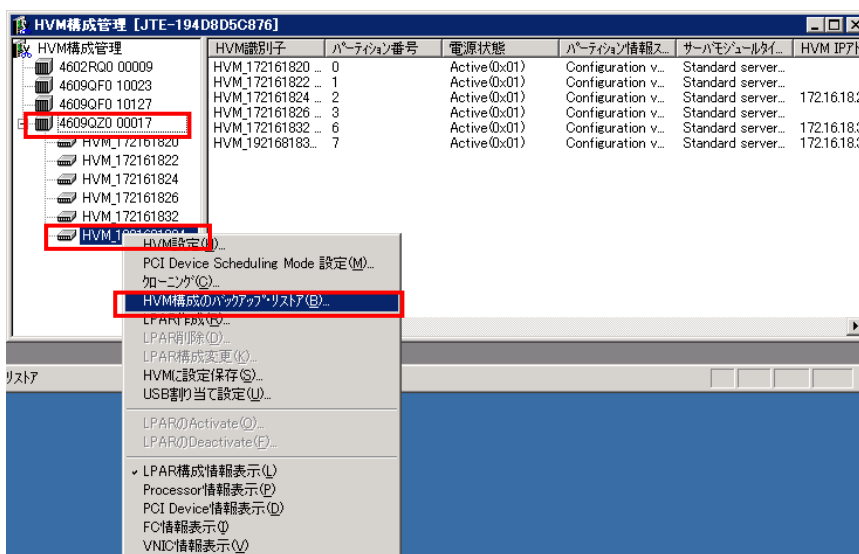 HVM構成管理 [JTE-194D8D5C876]
HVM構成管理
4602RQ0 00009
4609QF0 10023
4609QF0 10127
4609QZ0 00017
HVM_172161820
HVM_172161822
HVM_172161824
HVM_172161826
HVM_172161832
HVM識別子 パーティション番号 電源状態 パーティション情報ス... サーバモジュールタイ... HVM IPアド
HVM_172161820 ... 0 Active(0x01) Configuration v... Standard server...
HVM_172161822 ... 1 Active(0x01) Configuration v... Standard server...
HVM_172161824 ... 2 Active(0x01) Configuration v... Standard server... 172.16.18.2
HVM_172161826 ... 3 Active(0x01) Configuration v... Standard server...
HVM_172161832 ... 6 Active(0x01) Configuration v... Standard server... 172.16.18.3
HVM_192168183... 7 Active(0x01) Configuration v... Standard server... 172.16.18.3
HVM設定(H)...
PCI Device Scheduling Mode 設定(M)...
クローニング(C)...
HVM構成のバックアップ・リストア(B)...
LPAR作成(R)...
LPAR削除(D)...
LPAR構成変更(K)...
HVMに設定保存(S)...
USB割り当て設定(U)...
LPARのActivate(O)...
LPARのDeactivate(F)...
LPAR構成情報表示(L)
Processor情報表示(P)
PCI Device情報表示(D)
FC情報表示(I)
VNIC情報表示(V)
リストア